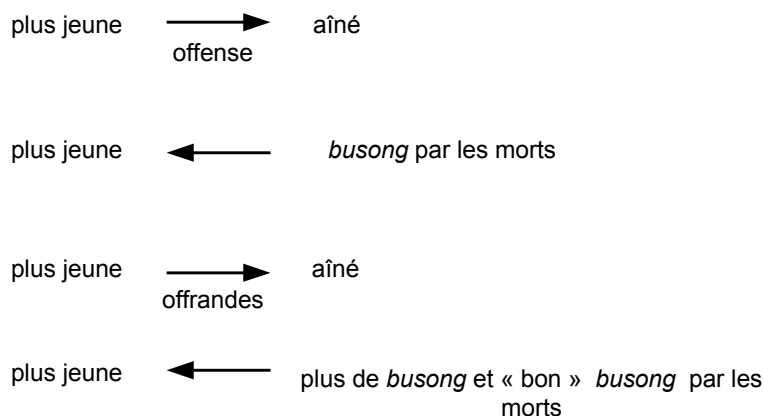 plus jeune aîné
offense
plus jeune busong par les morts
plus jeune aîné
offrandes
plus jeune plus de busong et « bon » busong par les
morts